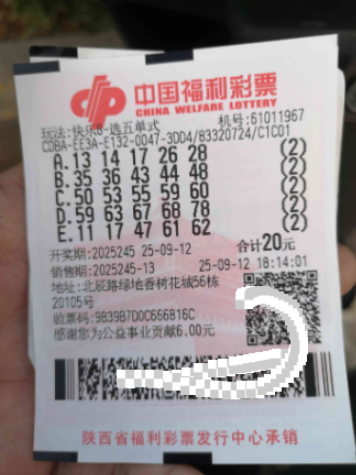 中国福利彩票
CHINA WELFARE LOTTERY
玩法:快乐8-选五单式 机号:61011967
CDBA-EE3A-E132-0047-3DD4/83320724/C1C01
A.13 14 17 26 28 (2)
B.35 36 43 44 48 (2)
C.50 53 55 59 60 (2)
D.59 63 67 68 78 (2)
E.11 17 47 61 62 (2)
开奖期:2025245 25-09-12 合计20元
销售期:2025245-13 25-09-12 18:14:01
地址:北辰路绿地香树花城56栋
20105号
验票码:9B39B7D0C666816C
感谢您为公益事业贡献6.00元
陕西省福利彩票发行中心承销